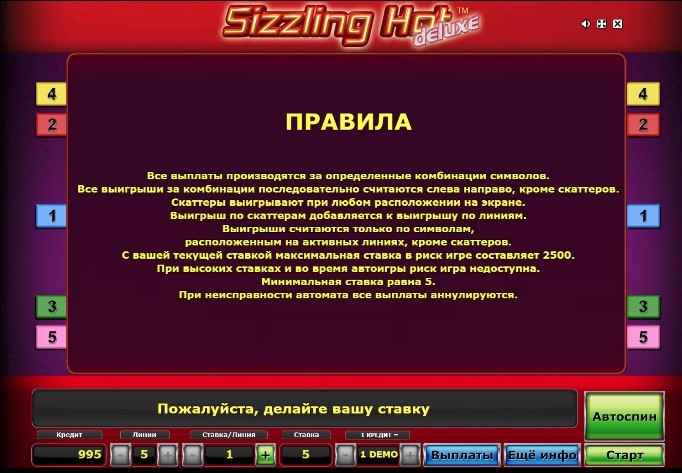 Sizzling Hot™
deluxe
4 4
2 2
ПРАВИЛА
Все выплаты производятся за определенные комбинации символов.
Все выигрыши за комбинации последовательно считаются слева направо, кроме скаттеров.
Скаттеры выигрывают при любом расположении на экране.
Выигрыш по скаттерам добавляется к выигрышу по линиям.
1 1
Выигрыши считаются только по символам,
расположенным на активных линиях, кроме скаттеров.
С вашей текущей ставкой максимальная ставка в риск игре составляет 2500.
При высоких ставках и во время автоигры риск игра недоступна.
Минимальная ставка равна 5.
При неисправности автомата все выплаты аннулируются.
3 3
5 5
Пожалуйста, делайте вашу ставку
Автоспин
Кредит Линии Ставка/Линия Ставка 1 КРЕДИТ =
995 - 5 + - 1 + 5 - 1 DEMO + Выплаты Ещё инфо Старт